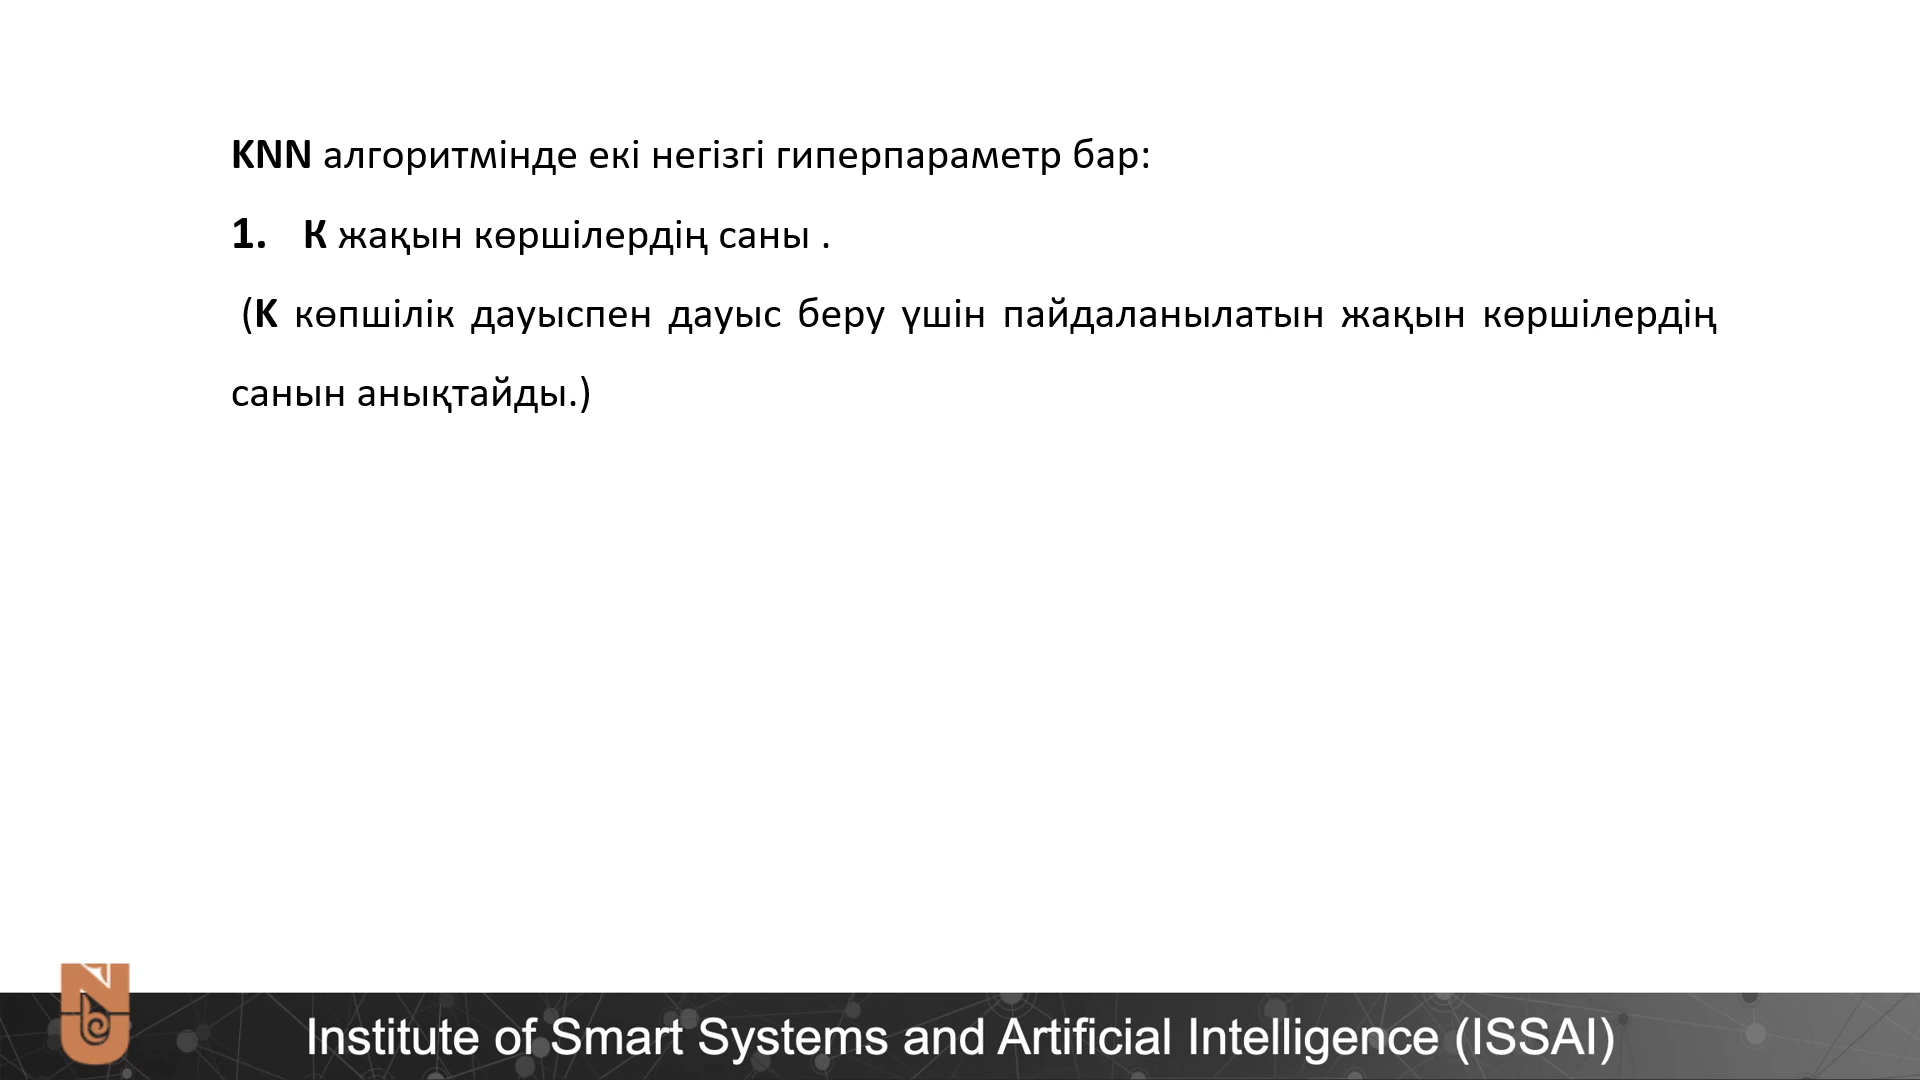 KNN алгоритмінде екі негізгі гиперпараметр бар:
1. К жақын көршілердің саны .
(K көпшілік дауыспен дауыс беру үшін пайдаланылатын жақын көршілердің
санын анықтайды.)
Institute of Smart Systems and Artificial Intelligence (ISSAI)